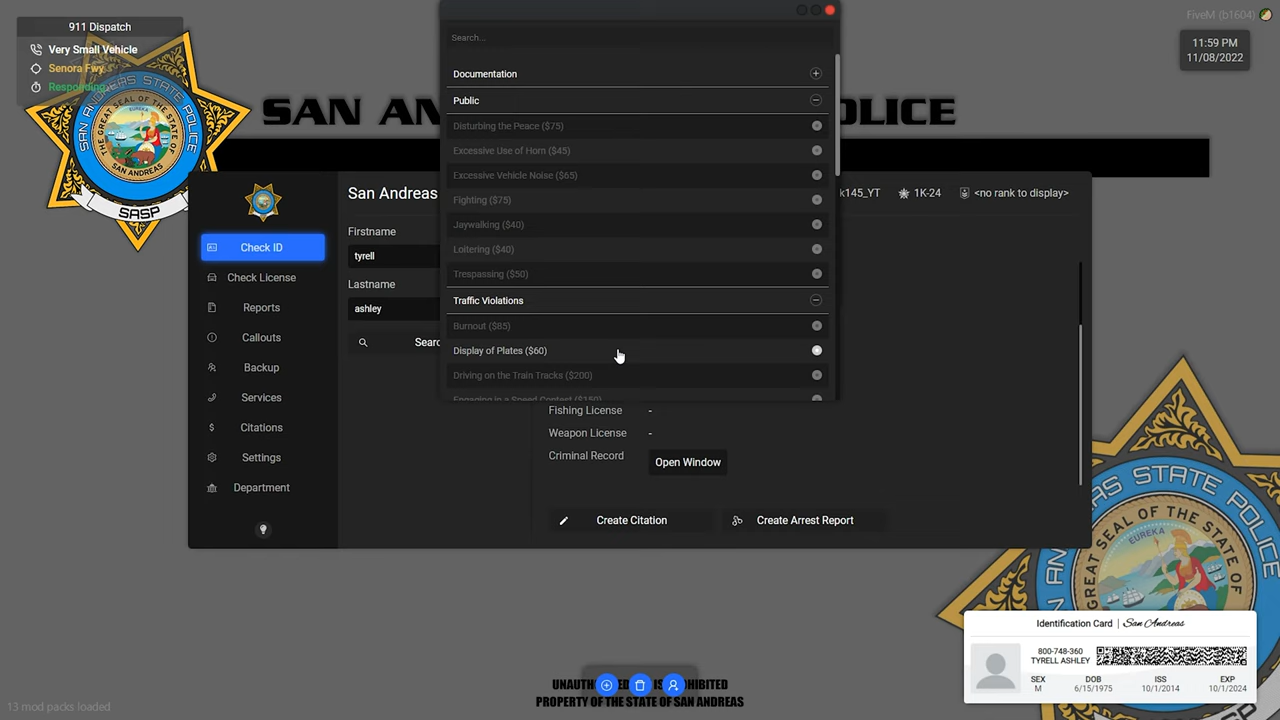 911 Dispatch
Very Small Vehicle
Senora Fwy
Responding
FiveM (b1604)
11:59 PM
11/08/2022
SAN AN
OLICE
SASP
Search...
Documentation
Public
Disturbing the Peace ($75)
Excessive Use of Horn ($45)
Excessive Vehicle Noise ($65)
Fighting ($75)
Jaywalking ($40)
Loitering ($40)
Trespassing ($50)
Traffic Violations
Burnout ($85)
Display of Plates ($60)
Driving on the Train Tracks ($200)
Engaging in a Speed Contest ($150)
San Andreas
k145_YT
1K-24
<no rank to display>
Check ID
Check License
Reports
Callouts
Backup
Services
Citations
Settings
Department
Firstname
tyrell
Lastname
ashley
Searc
Fishing License -
Weapon License -
Criminal Record
Open Window
Create Citation
Create Arrest Report
Identification Card | San Andreas
800-748-360
TYRELL ASHLEY
SEX DOB ISS EXP
M 6/15/1975 10/1/2014 10/1/2024
PROPERTY OF THE STATE OF SAN ANDREAS
13 mod packs loaded